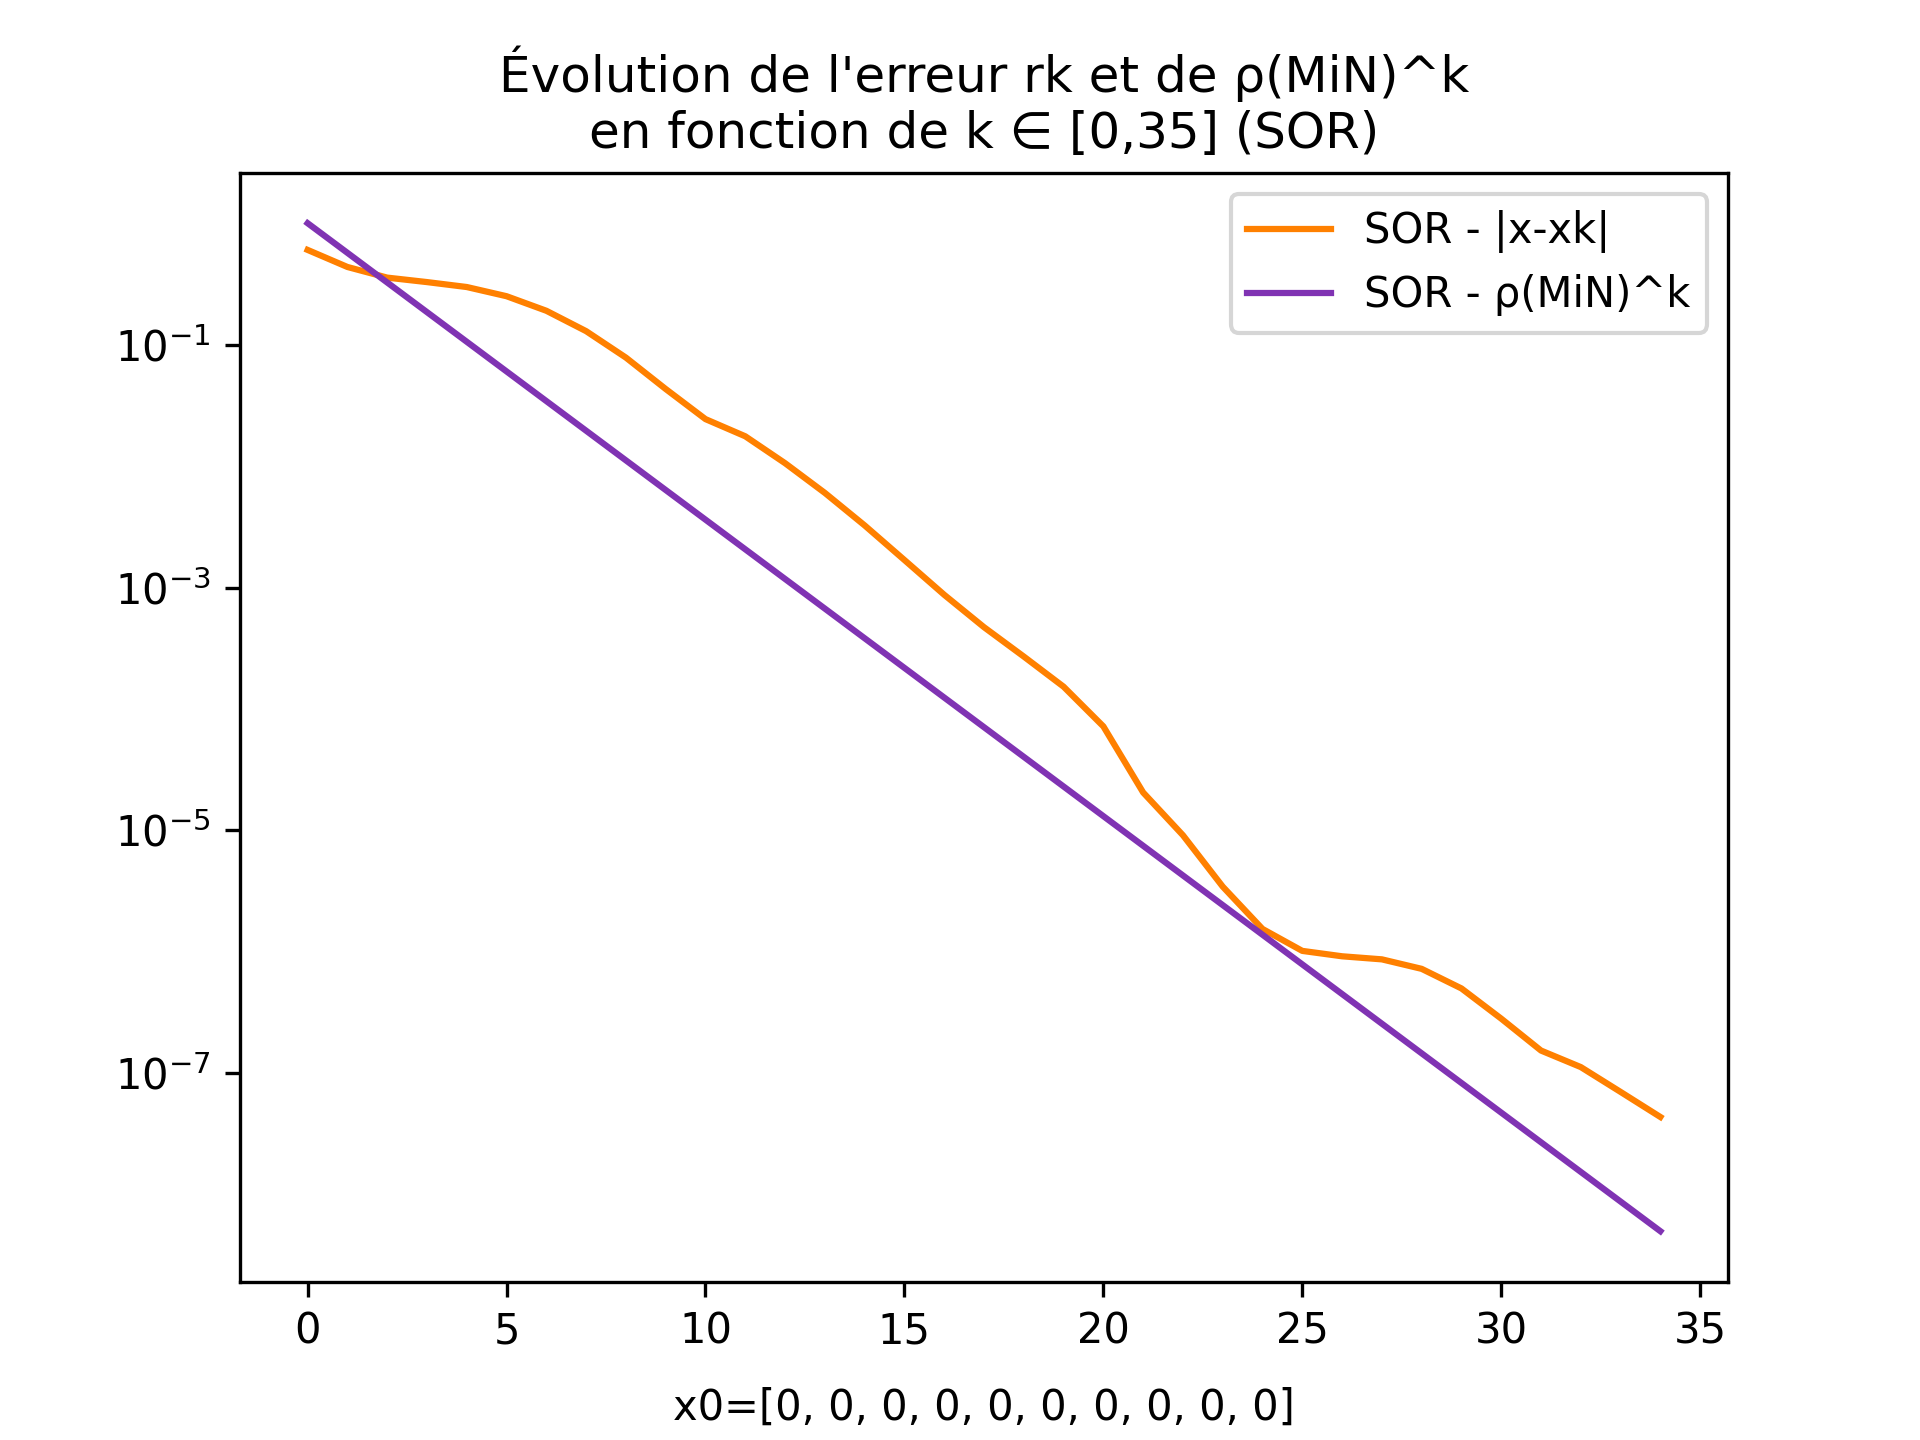 Évolution de l'erreur rk et de ρ(MiN)^k
en fonction de k ∈ [0,35] (SOR)
SOR - |x-xk|
SOR - ρ(MiN)^k
10⁻¹
10⁻³
10⁻⁵
10⁻⁷
0 5 10 15 20 25 30 35
x0=[0, 0, 0, 0, 0, 0, 0, 0, 0, 0]